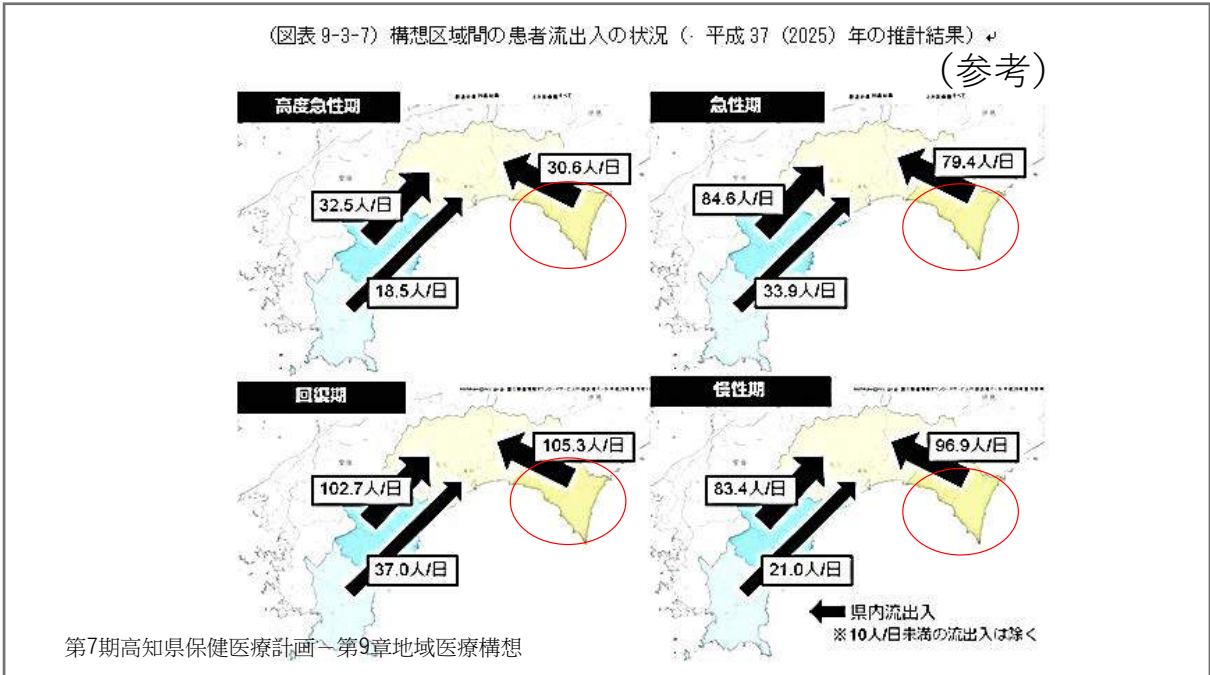 (図表 9-3-7) 構想区域間の患者流出入の状況 (· 平成 37 (2025) 年の推計結果) ↵
(参考)
高度急性期
32.5人/日
30.6人/日
18.5人/日
急性期
84.6人/日
79.4人/日
33.9人/日
回復期
102.7人/日
105.3人/日
37.0人/日
慢性期
83.4人/日
96.9人/日
21.0人/日
県内流出入
※10人/日未満の流出入は除く
第7期高知県保健医療計画－第9章地域医療構想